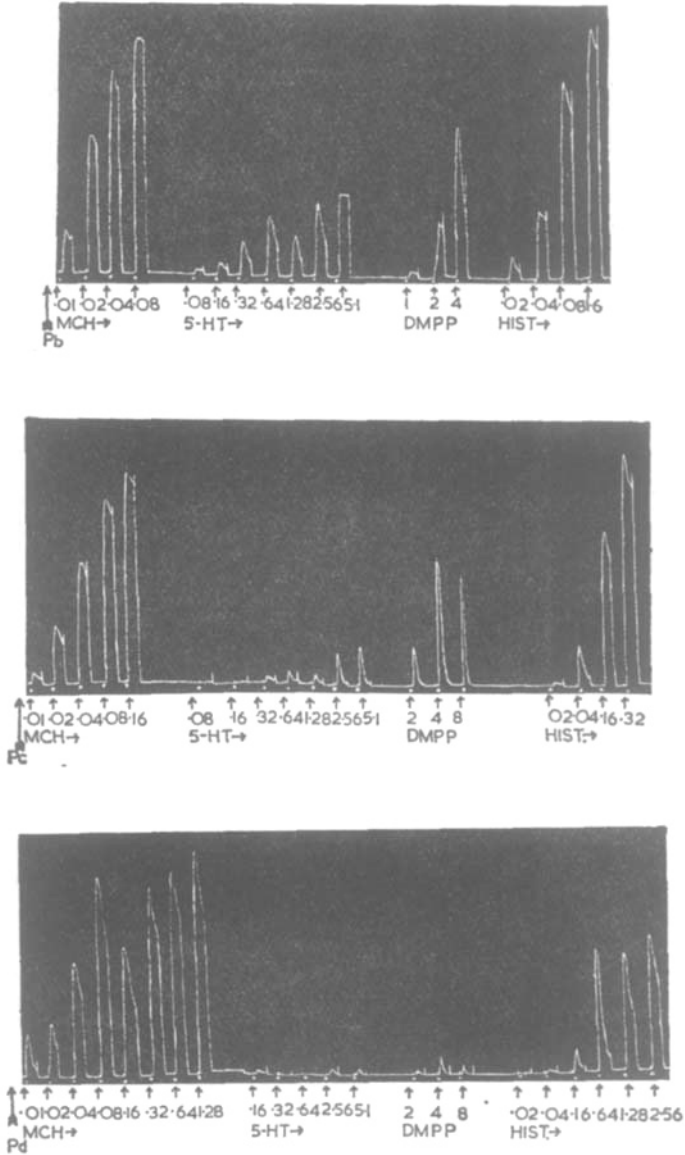 ·01 ·02 ·04 ·08 ·08 ·16 ·32 ·64 1·28 2·56 5·1 1 2 4 ·02 ·04 ·08 1·6
MCH→ 5-HT→ DMPP HIST→
Pb
·01 ·02 ·04 ·08 ·16 ·08 ·16 ·32 ·64 1·28 2·56 5·1 2 4 8 ·02 ·04 ·16 ·32
MCH→ 5-HT→ DMPP HIST.→
Pc
·01 ·02 ·04 ·08 ·16 ·32 ·64 1·28 ·16 ·32 ·64 2·56 5·1 2 4 8 ·02 ·04 ·16 ·64 1·28 2·56
MCH→ 5-HT→ DMPP HIST.→
Pd